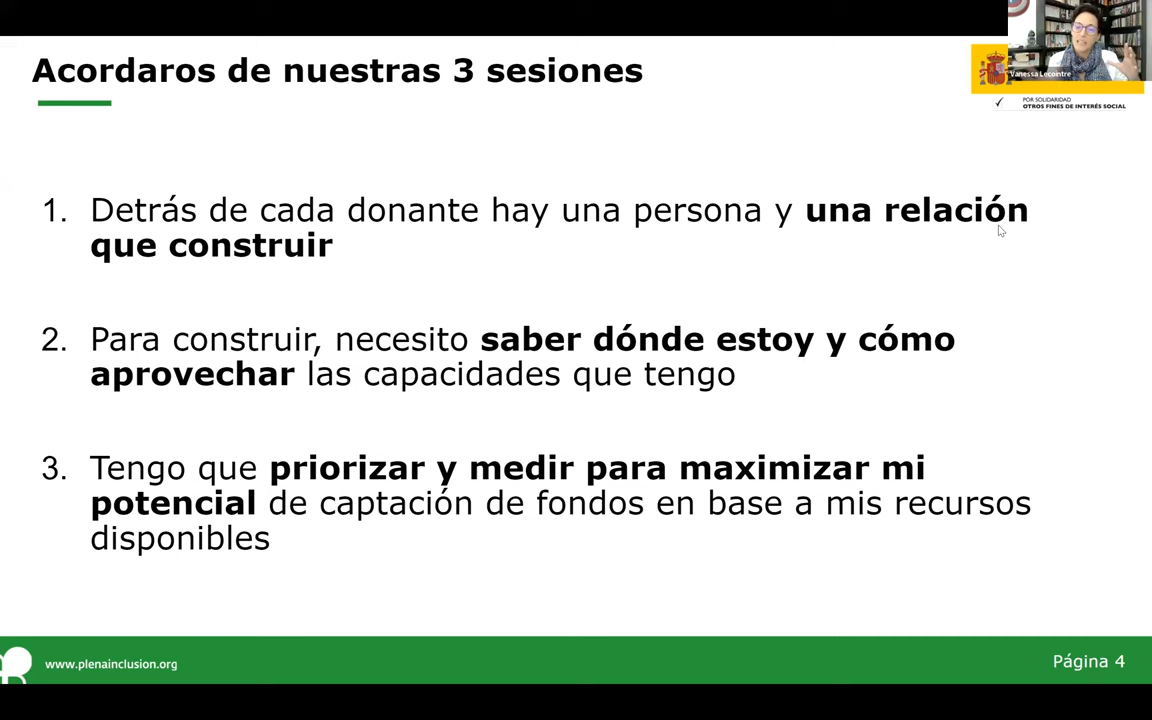 Acordaros de nuestras 3 sesiones
Vanessa Lecointre
POR SOLIDARIDAD
OTROS FINES DE INTERÉS SOCIAL
1. Detrás de cada donante hay una persona y una relación
que construir
2. Para construir, necesito saber dónde estoy y cómo
aprovechar las capacidades que tengo
3. Tengo que priorizar y medir para maximizar mi
potencial de captación de fondos en base a mis recursos
disponibles
www.plenainclusion.org
Página 4